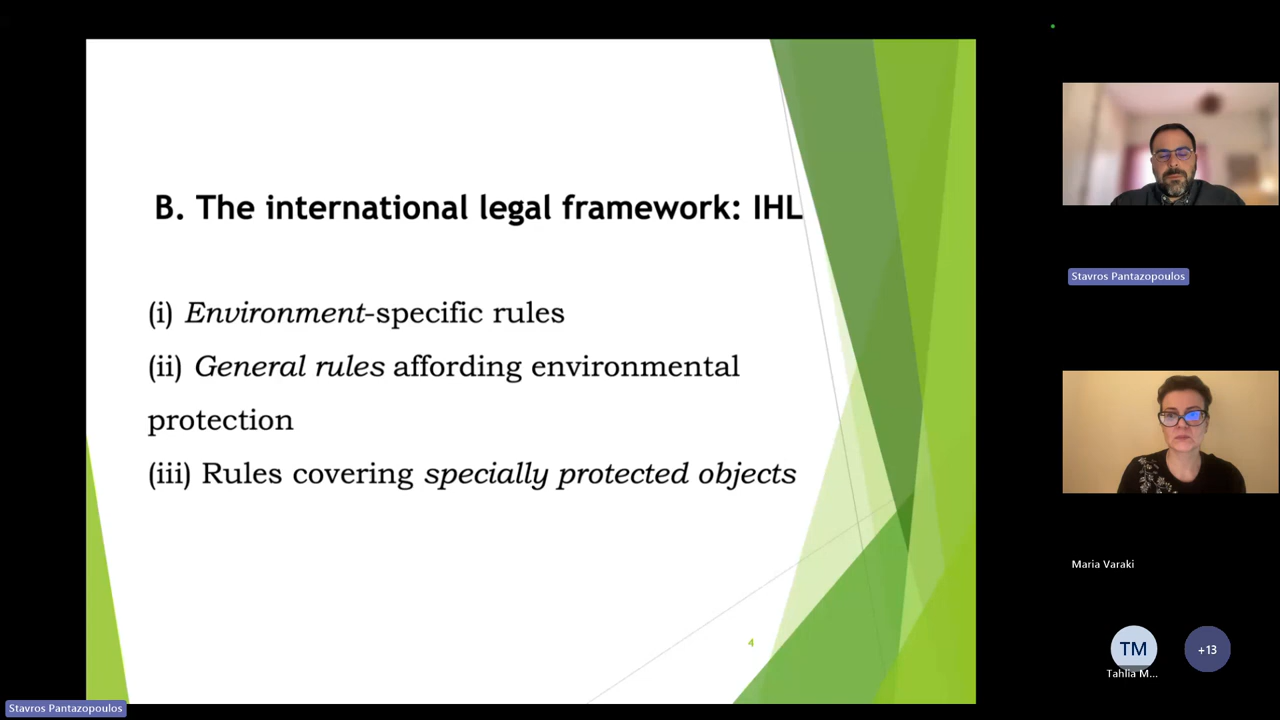 B. The international legal framework: IHL
(i) Environment-specific rules
(ii) General rules affording environmental
protection
(iii) Rules covering specially protected objects
4
Stavros Pantazopoulos
Maria Varaki
TM
+13
Tahlia M...
Stavros Pantazopoulos